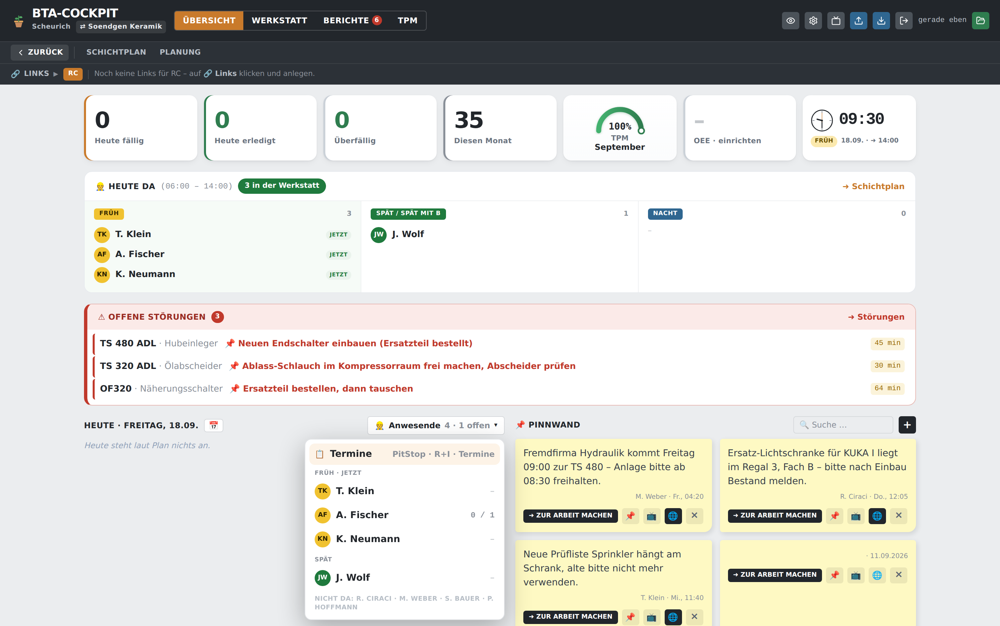 BTA-COCKPIT
Scheurich ⇄ Soendgen Keramik
ÜBERSICHT WERKSTATT BERICHTE 6 TPM
gerade eben
ZURÜCK SCHICHTPLAN PLANUNG
LINKS ▶ RC Noch keine Links für RC – auf 🔗 Links klicken und anlegen.
0
Heute fällig
0
Heute erledigt
0
Überfällig
35
Diesen Monat
100%
TPM
September
–
OEE · einrichten
09:30
FRÜH 18.09. · ➜ 14:00
HEUTE DA (06:00 – 14:00) 3 in der Werkstatt ➜ Schichtplan
FRÜH 3
TK T. Klein JETZT
AF A. Fischer JETZT
KN K. Neumann JETZT
SPÄT / SPÄT MIT B 1
JW J. Wolf
NACHT 0
–
⚠ OFFENE STÖRUNGEN 3 ➜ Störungen
TS 480 ADL · Hubeinleger 📌 Neuen Endschalter einbauen (Ersatzteil bestellt) 45 min
TS 320 ADL · Ölabscheider 📌 Ablass-Schlauch im Kompressorraum frei machen, Abscheider prüfen 30 min
OF320 · Näherungsschalter 📌 Ersatzteil bestellen, dann tauschen 64 min
HEUTE · FREITAG, 18.09.
Heute steht laut Plan nichts an.
Anwesende 4 · 1 offen ▾
Termine PitStop · R+I · Termine
FRÜH · JETZT
TK T. Klein –
AF A. Fischer 0 / 1
KN K. Neumann –
SPÄT
JW J. Wolf –
NICHT DA: R. CIRACI · M. WEBER · S. BAUER · P.
HOFFMANN
📌 PINNWAND
🔍 Suche ... +
Fremdfirma Hydraulik kommt Freitag
09:00 zur TS 480 – Anlage bitte ab
08:30 freihalten.
M. Weber · Fr., 04:20
➜ ZUR ARBEIT MACHEN ✕
Ersatz-Lichtschranke für KUKA I liegt
im Regal 3, Fach B – bitte nach Einbau
Bestand melden.
R. Ciraci · Do., 12:05
➜ ZUR ARBEIT MACHEN ✕
Neue Prüfliste Sprinkler hängt am
Schrank, alte bitte nicht mehr
verwenden.
T. Klein · Mi., 11:40
➜ ZUR ARBEIT MACHEN ✕
· 11.09.2026
➜ ZUR ARBEIT MACHEN ✕